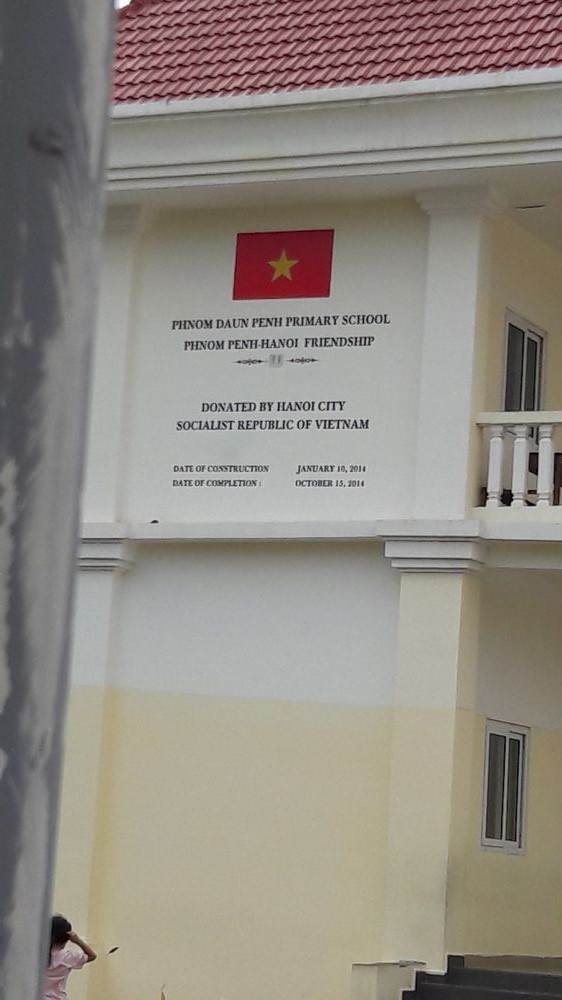 PHNOM DAUN PENH PRIMARY SCHOOL
PHNOM PENH-HANOI FRIENDSHIP
DONATED BY HANOI CITY
SOCIALIST REPUBLIC OF VIETNAM
DATE OF CONSTRUCTION JANUARY 10, 2014
DATE OF COMPLETION : OCTOBER 15, 2014